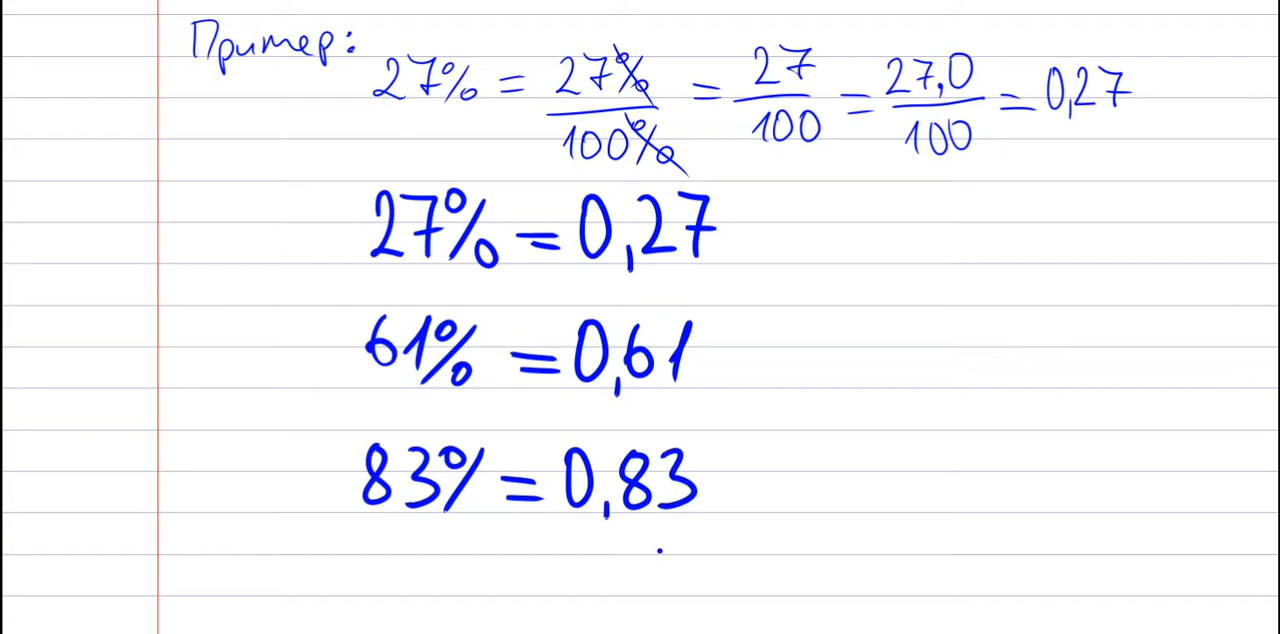 Пример:
27% = 27%/100% = 27/100 = 27,0/100 = 0,27
27% = 0,27
61% = 0,61
83% = 0,83